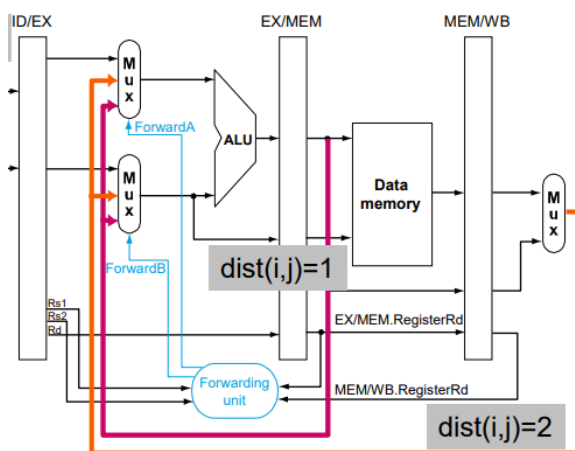 ID/EX
EX/MEM
MEM/WB
M
u
x
ForwardA
ALU
M
u
x
Data
memory
M
u
x
ForwardB
dist(i,j)=1
Rs1
Rs2
Rd
EX/MEM.RegisterRd
Forwarding
unit
MEM/WB.RegisterRd
dist(i,j)=2